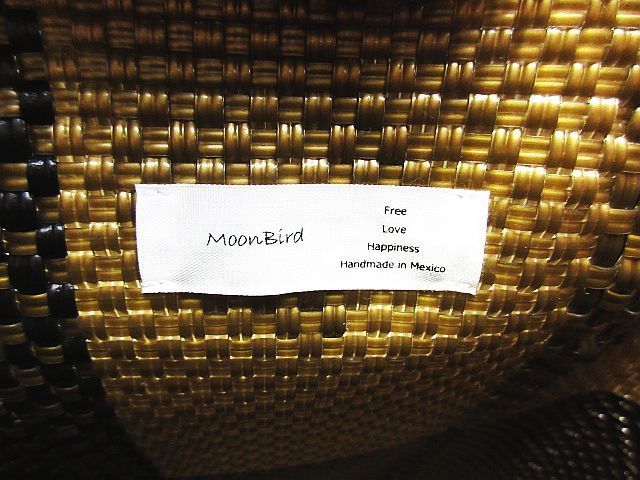 MoonBird
Free
Love
Happiness
Handmade in Mexico